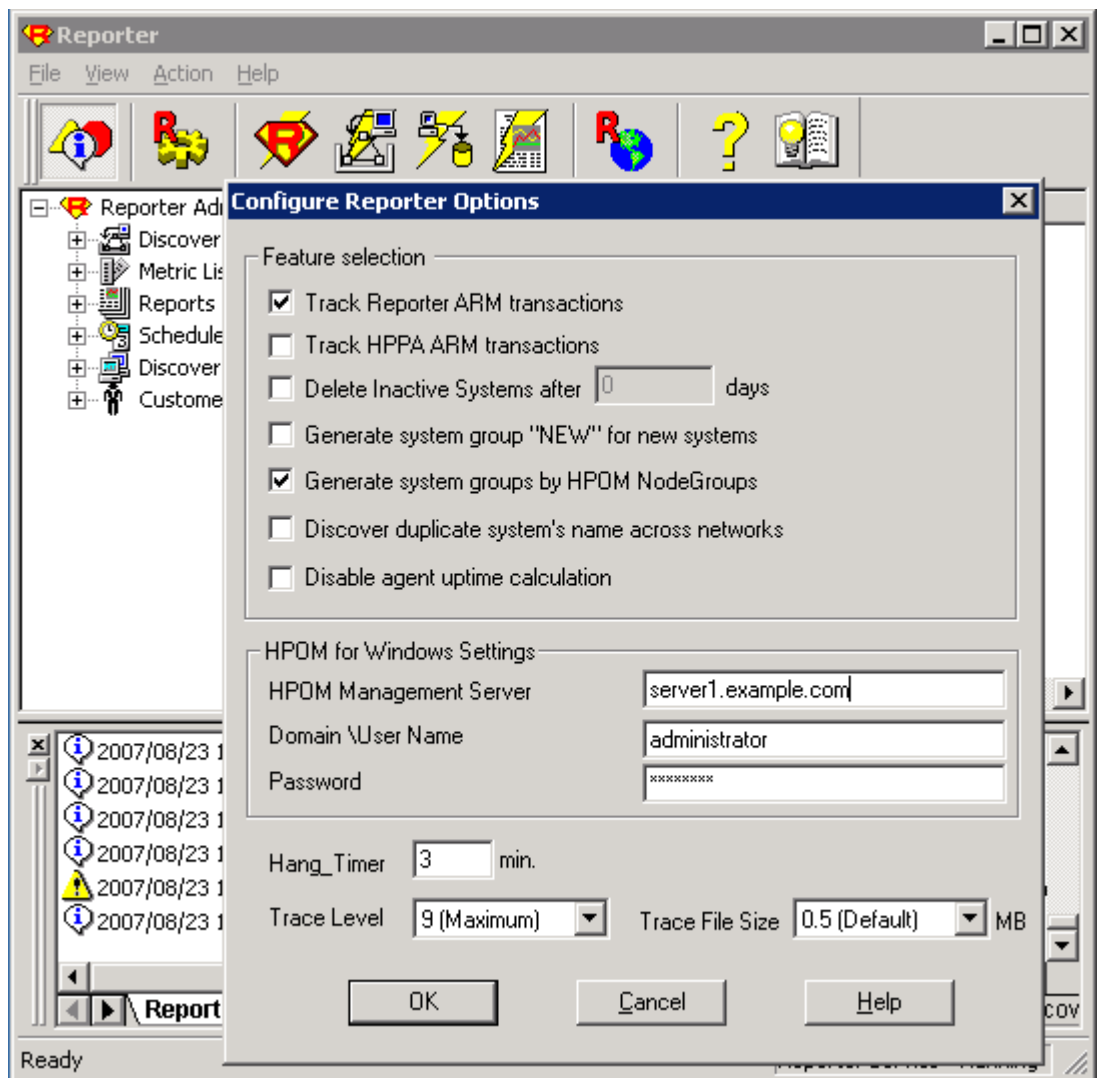 Reporter
File View Action Help
Configure Reporter Options
Reporter
Discover
Metric
Reports
Schedule
Discover
Feature selection
Track Reporter ARM transactions
Track HPPA ARM transactions
Delete Inactive Systems after 0 days
Generate system group "NEW" for new systems
Generate system groups by HPOM NodeGroups
Discover duplicate system's name across networks
Disable agent uptime calculation
HPOM for Windows Settings
HPOM Management Server server1.example.com
Domain \User Name administrator
Password ********
2007/08/23 1
2007/08/23 1
2007/08/23 1
2007/08/23 1
2007/08/23 1
2007/08/23 1
Hang_Timer 3 min.
Trace Level 9 (Maximum) Trace File Size 0.5 (Default) MB
OK Cancel Help
Report
cov
Ready